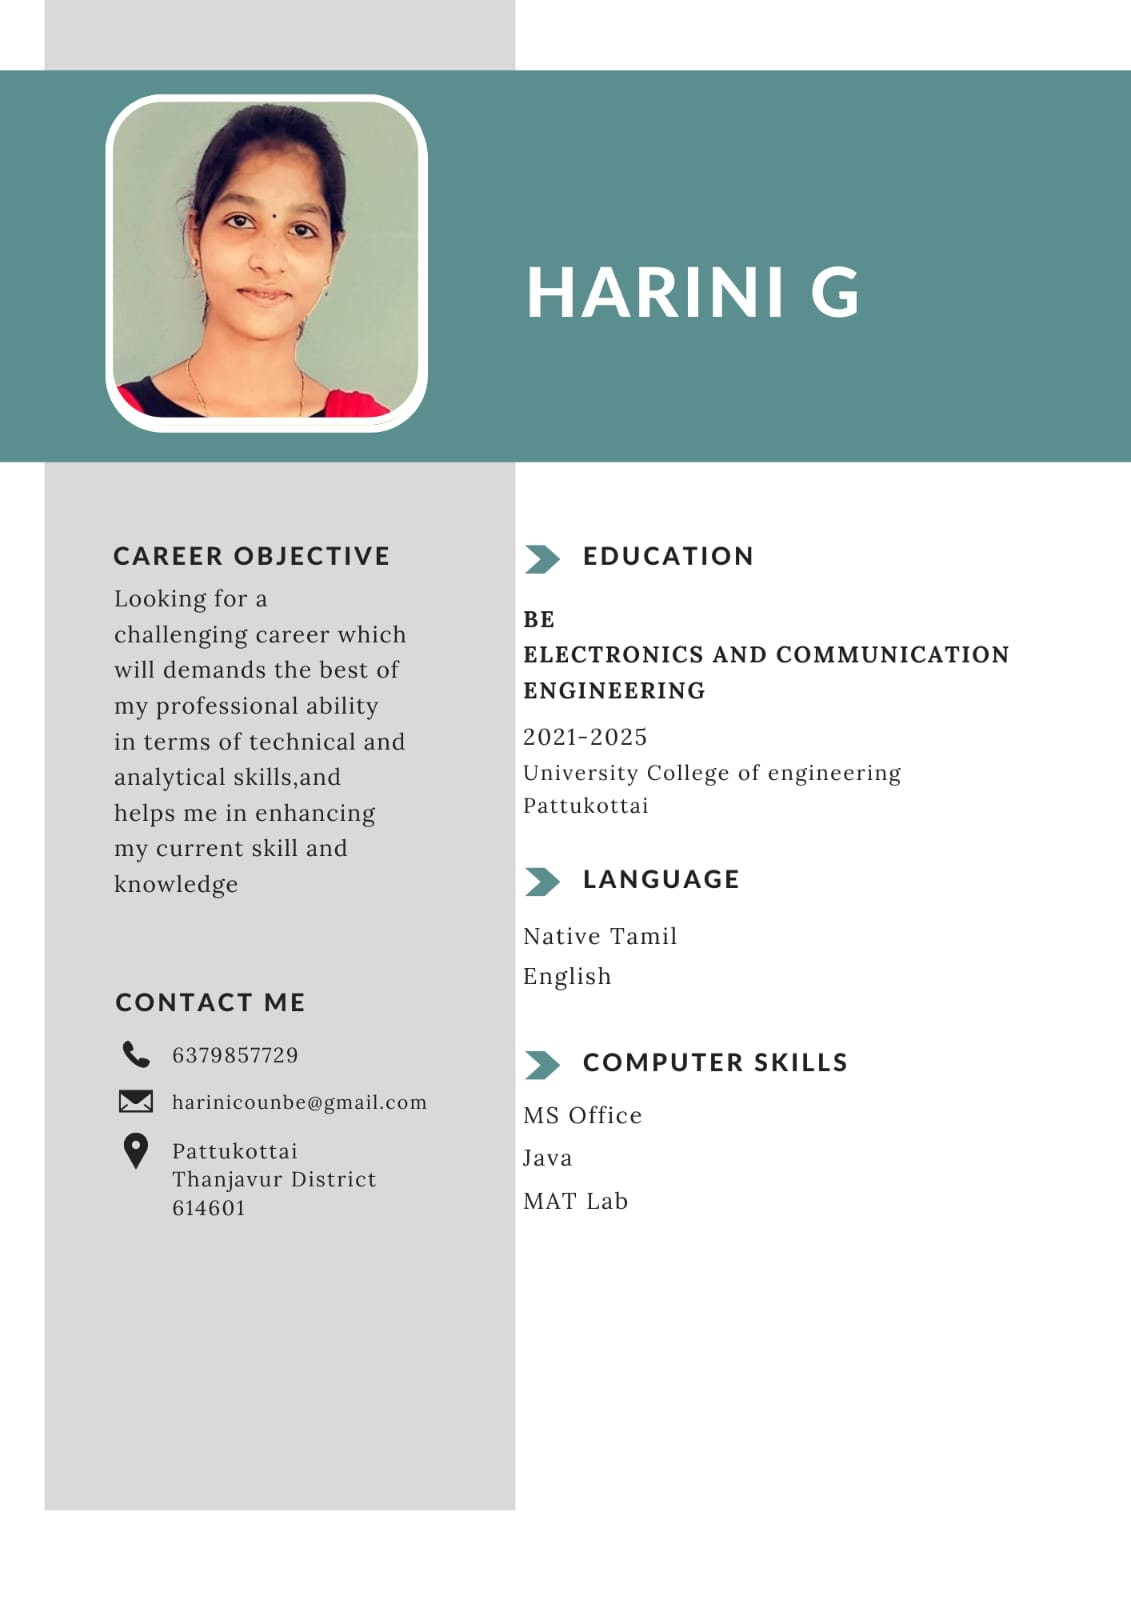 HARINI G
CAREER OBJECTIVE
Looking for a
challenging career which
will demands the best of
my professional ability
in terms of technical and
analytical skills,and
helps me in enhancing
my current skill and
knowledge
CONTACT ME
6379857729
harinicounbe@gmail.com
Pattukottai
Thanjavur District
614601
EDUCATION
BE
ELECTRONICS AND COMMUNICATION
ENGINEERING
2021-2025
University College of engineering
Pattukottai
LANGUAGE
Native Tamil
English
COMPUTER SKILLS
MS Office
Java
MAT Lab